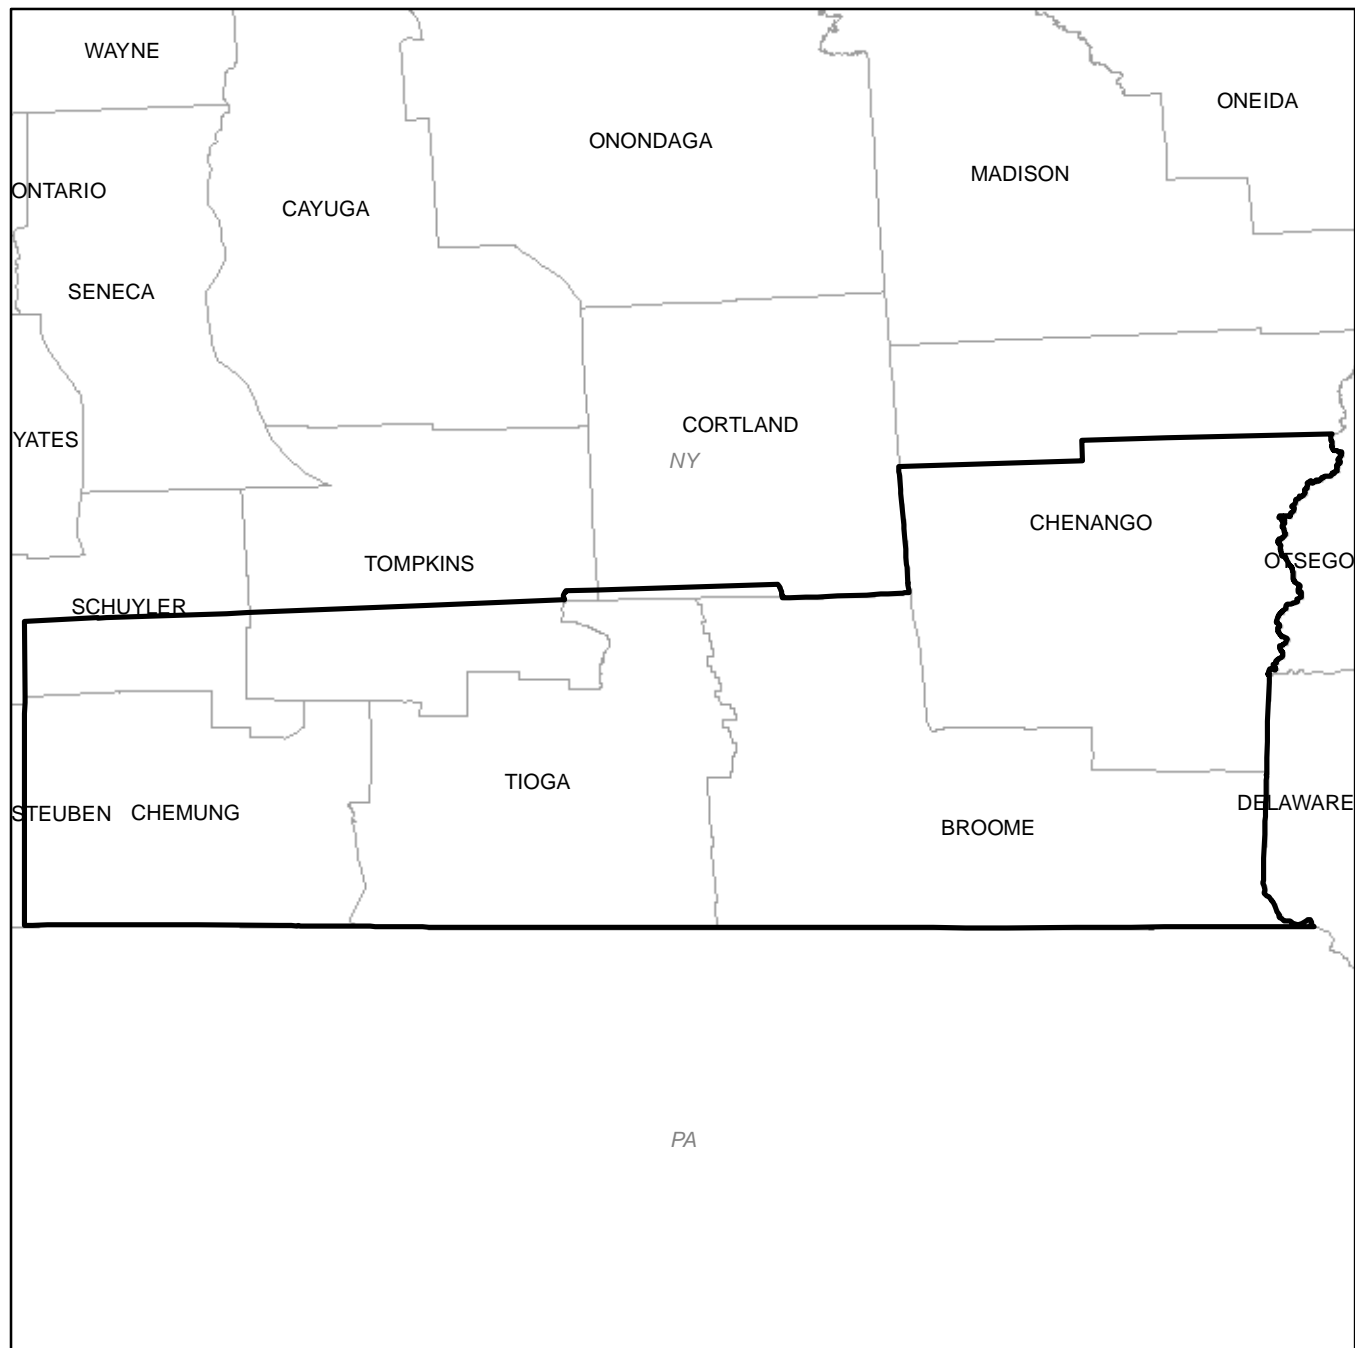 WAYNE
ONEIDA
ONONDAGA
MADISON
ONTARIO
CAYUGA
SENECA
CORTLAND
YATES
NY
CHENANGO
OTSEGO
TOMPKINS
SCHUYLER
TIOGA
DELAWARE
STEUBEN CHEMUNG
BROOME
PA